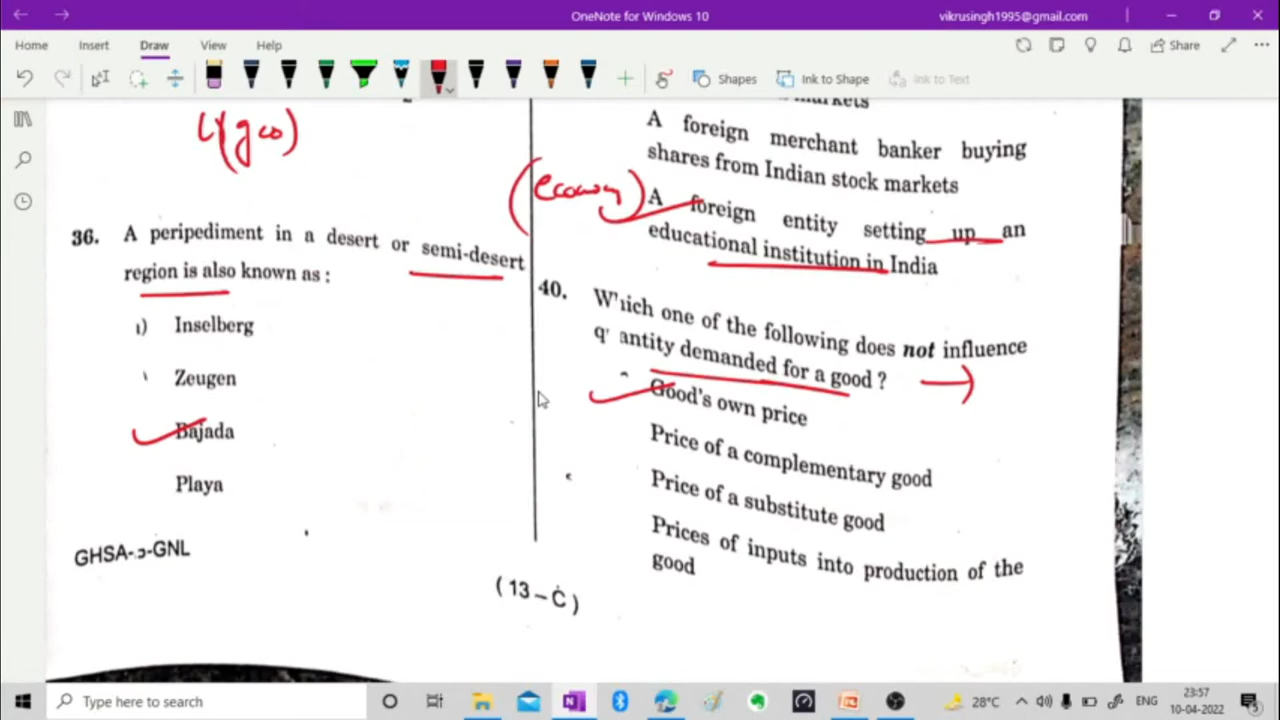 OneNote for Windows 10
vikrusingh1995@gmail.com
Home Insert Draw View Help
Share
Shapes
Ink to Shape
Ink to Text
36. A peripediment in a desert or semi-desert
region is also known as :
Inselberg
Zeugen
Bajada
Playa
GHSA- -GNL
(13 – C)
A foreign merchant banker buying
shares from Indian stock markets
(economy)
A foreign entity setting up an
educational institution in India
40. Which one of the following does not influence
quantity demanded for a good ?
Good's own price
Price of a complementary good
Price of a substitute good
Prices of inputs into production of the
good
Type here to search
28°C
ENG
23:57
10-04-2022